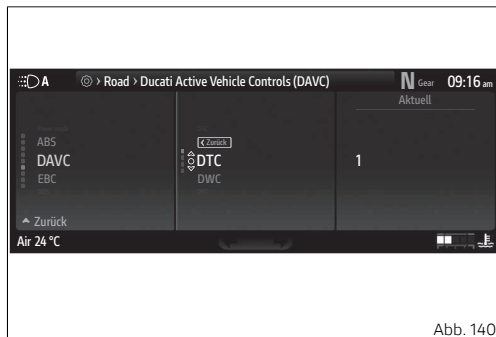 A Road > Ducati Active Vehicle Controls (DAVC) N Gear 09:16 am
Aktuell
ABS
DAVC
EBC
Zurück
DTC
DWC
1
Zurück
Air 24 °C
Abb. 140